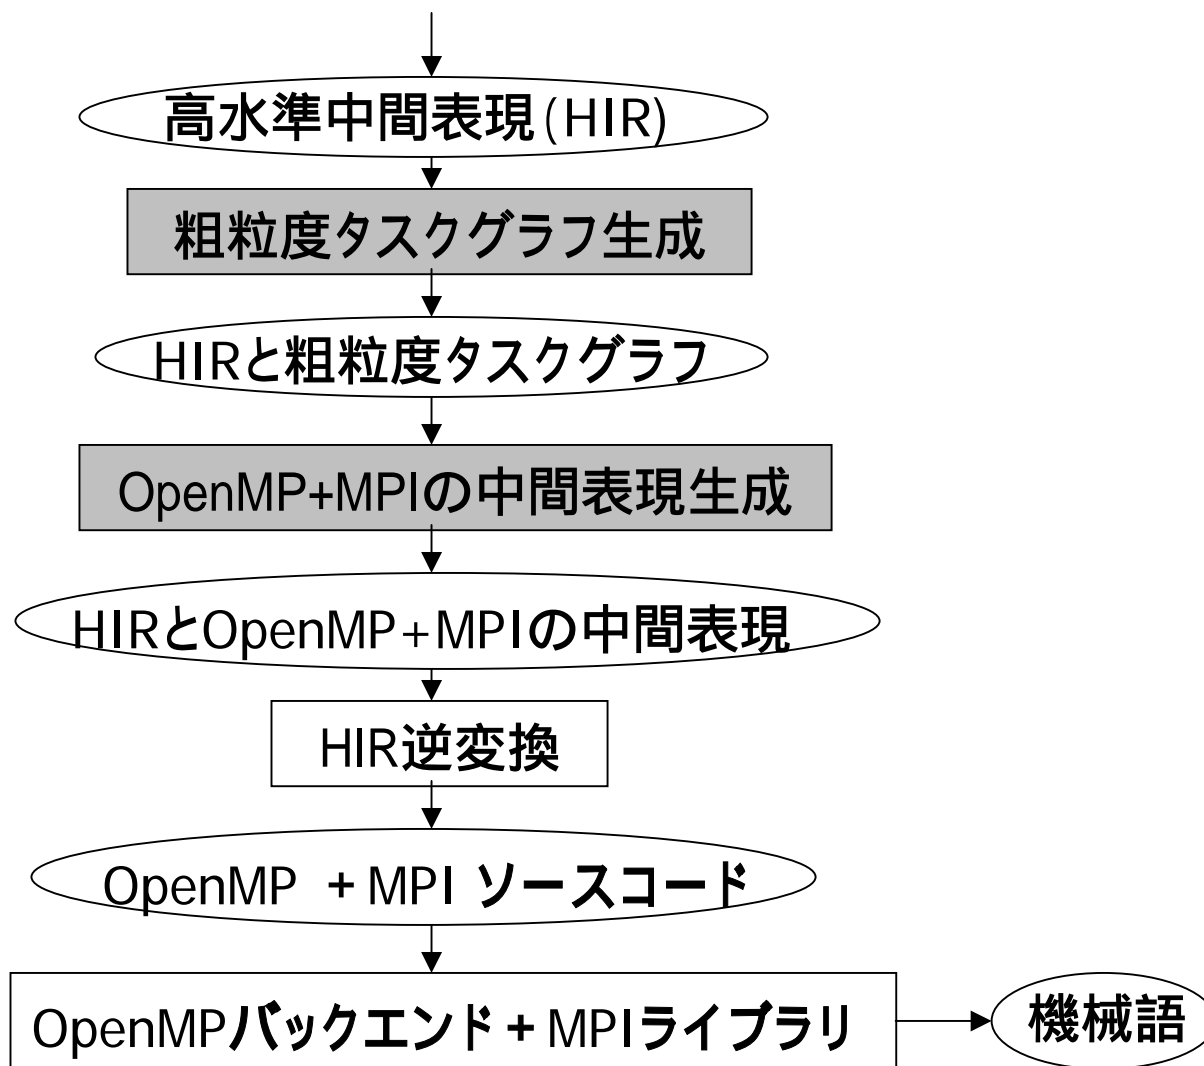 高水準中間表現(HIR)
粗粒度タスクグラフ生成
HIRと粗粒度タスクグラフ
OpenMP+MPIの中間表現生成
HIRとOpenMP+MPIの中間表現
HIR逆変換
OpenMP + MPI ソースコード
OpenMPバックエンド + MPIライブラリ
機械語